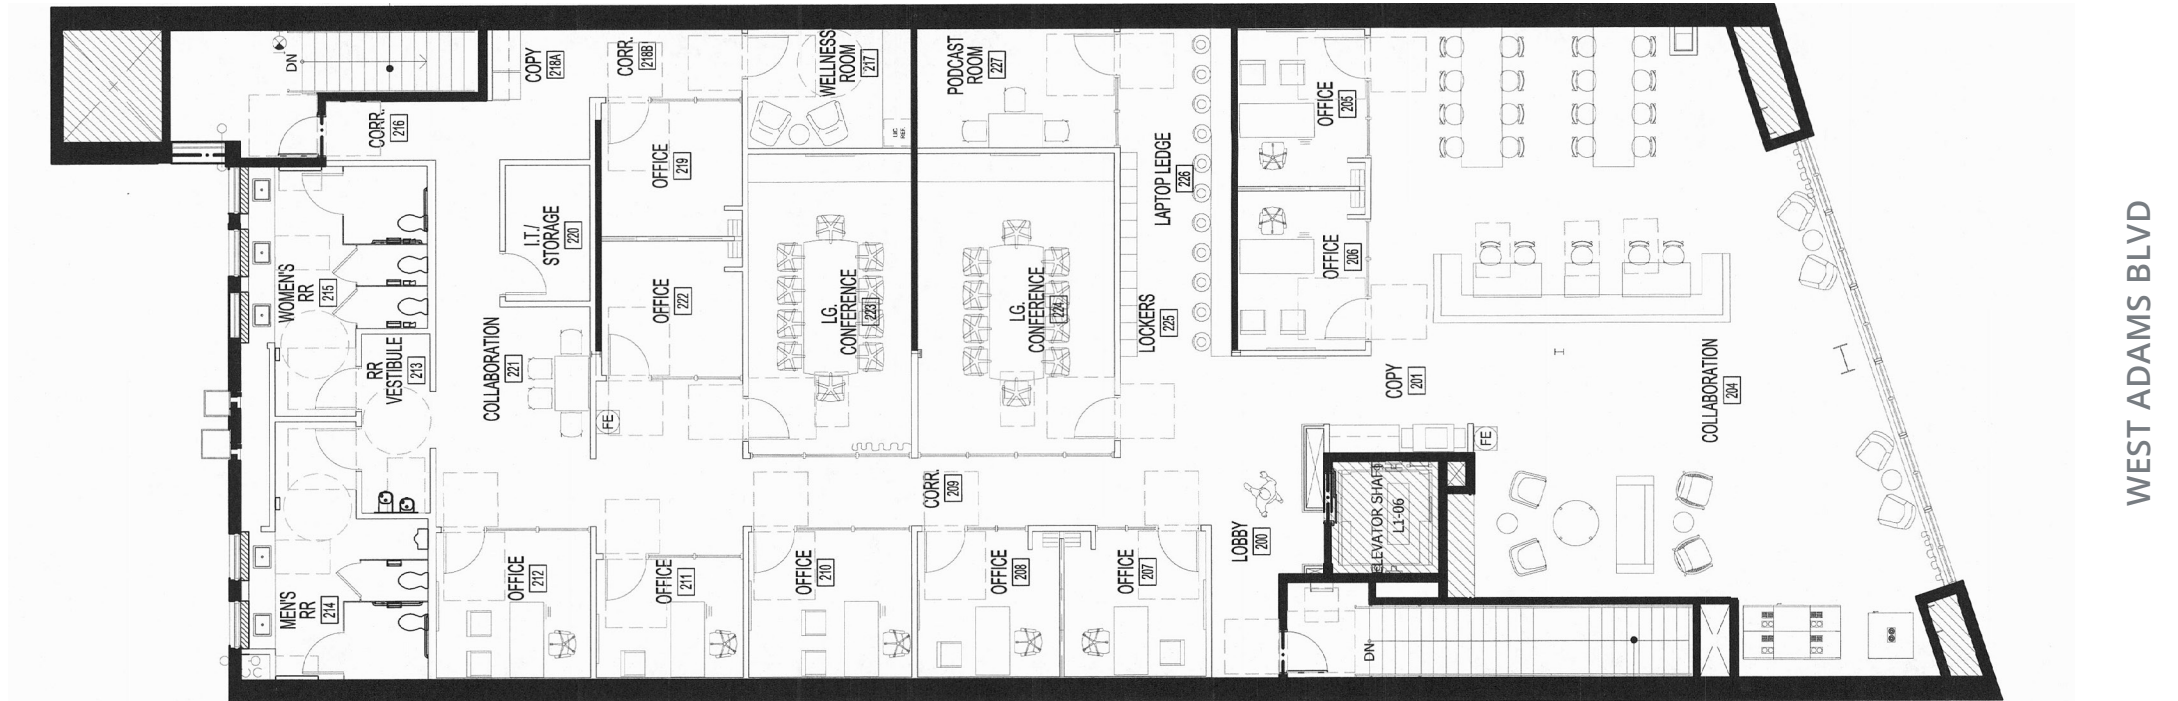 DN
CORR.
216
COPY
218A
CORR.
218B
WELLNESS
ROOM
217
U/C
REF.
PODCAST
ROOM
227
OFFICE
205
OFFICE
219
I.T./
STORAGE
220
OFFICE
222
LG.
CONFERENCE
223
LG.
CONFERENCE
224
LAPTOP LEDGE
226
LOCKERS
225
OFFICE
206
WOMEN'S
RR
215
RR
VESTIBULE
213
COLLABORATION
221
FE
COPY
201
FE
COLLABORATION
204
CORR.
209
LOBBY
200
ELEVATOR SHAFT
L1-06
MEN'S
RR
214
OFFICE
212
OFFICE
211
OFFICE
210
OFFICE
208
OFFICE
207
DN
WEST ADAMS BLVD